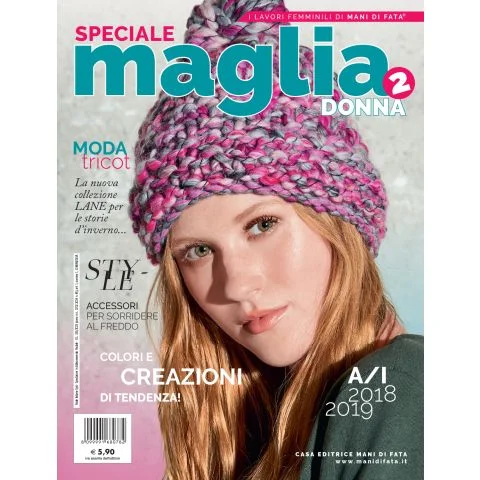 I LAVORI FEMMINILI DI MANI DI FATA®
SPECIALE
maglia
2
DONNA
MODA
tricot
La nuova
collezione
LANE per
le storie
d'inverno...
STY-
LE
ACCESSORI
PER SORRIDERE
AL FREDDO
COLORI E
CREAZIONI
DI TENDENZA!
A/I
2018
2019
€ 5,90
CASA EDITRICE MANI DI FATA
www.manidifata.it